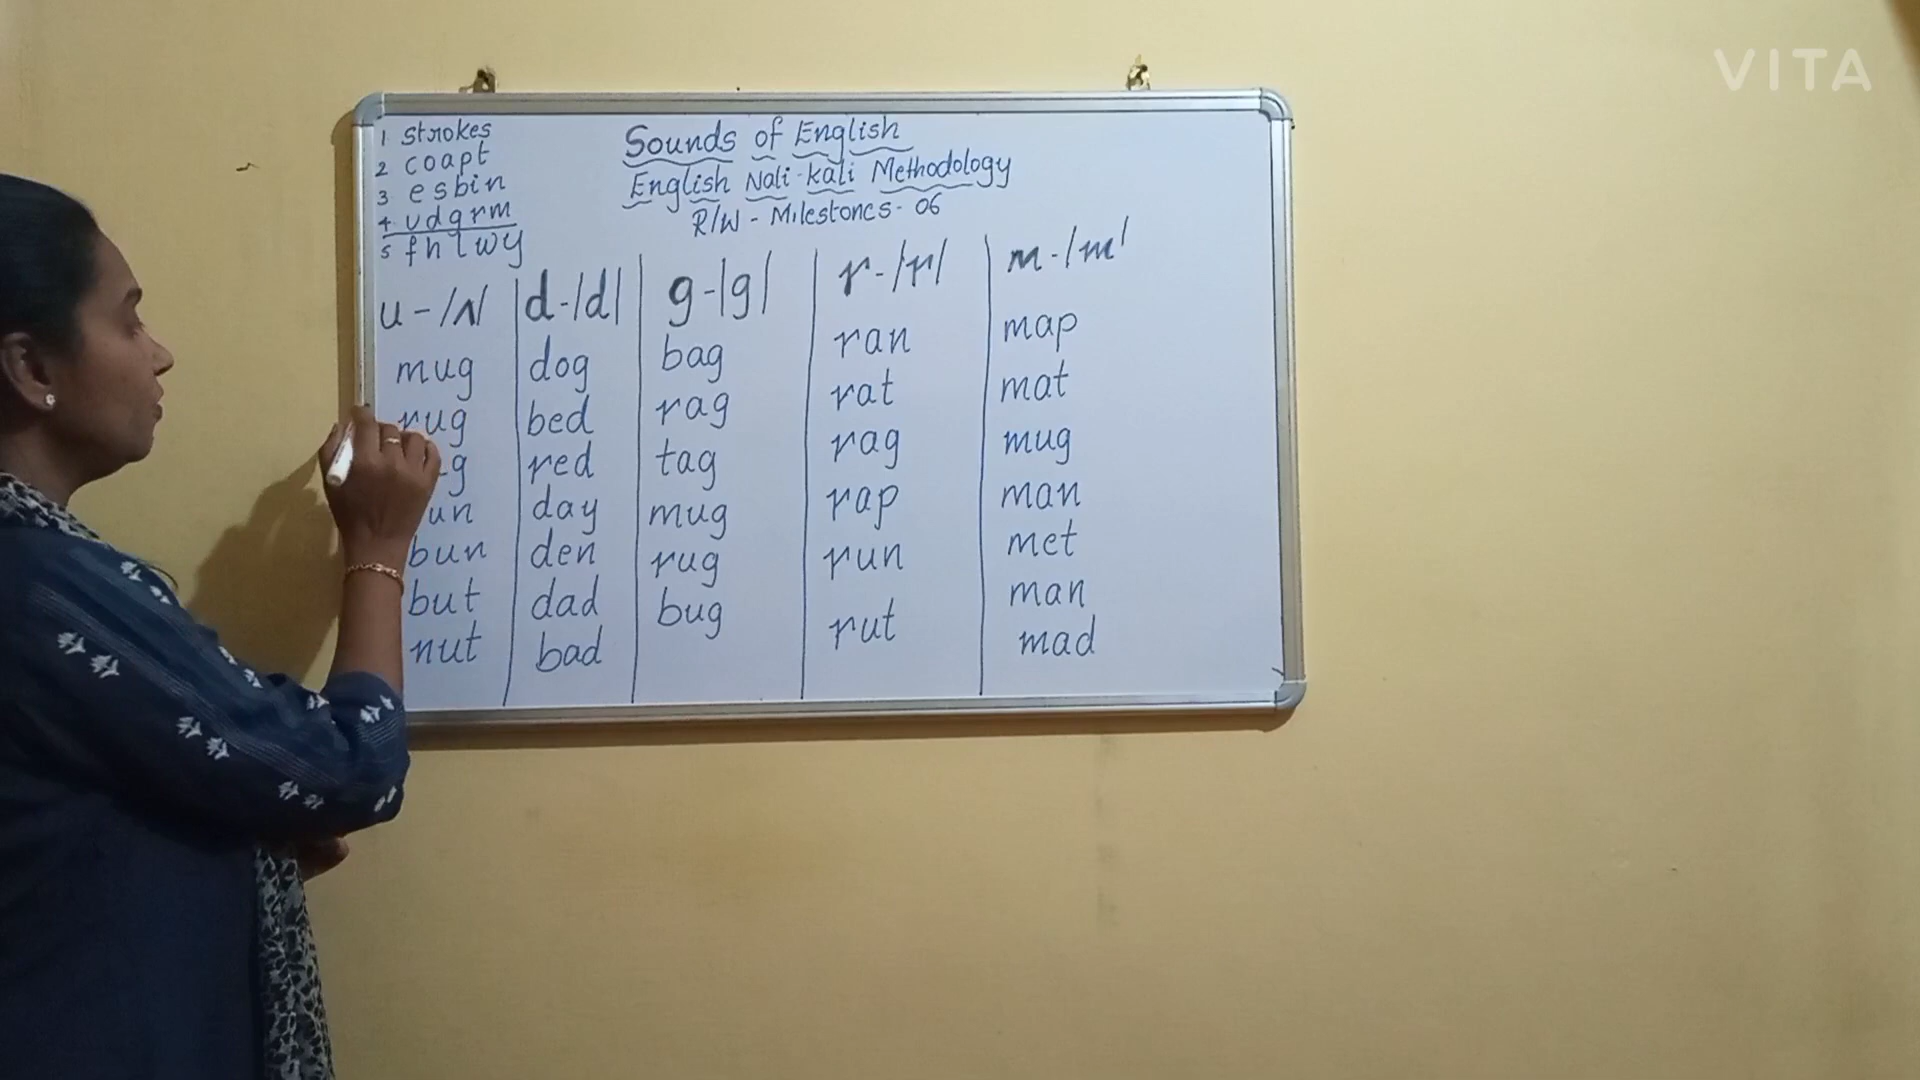 VITA
1 strokes
2 coapt
3 esbin
4 udgrm
5 fhlwy
Sounds of English
English Nali-kali Methodology
R/W - Milestones - 06
u - /ʌ/
mug
rug
bun
but
nut
d - /d/
dog
bed
red
day
den
dad
bad
g - /g/
bag
rag
tag
mug
rug
bug
r - /r/
ran
rat
rag
rap
run
rut
m - /m/
map
mat
mug
man
met
man
mad